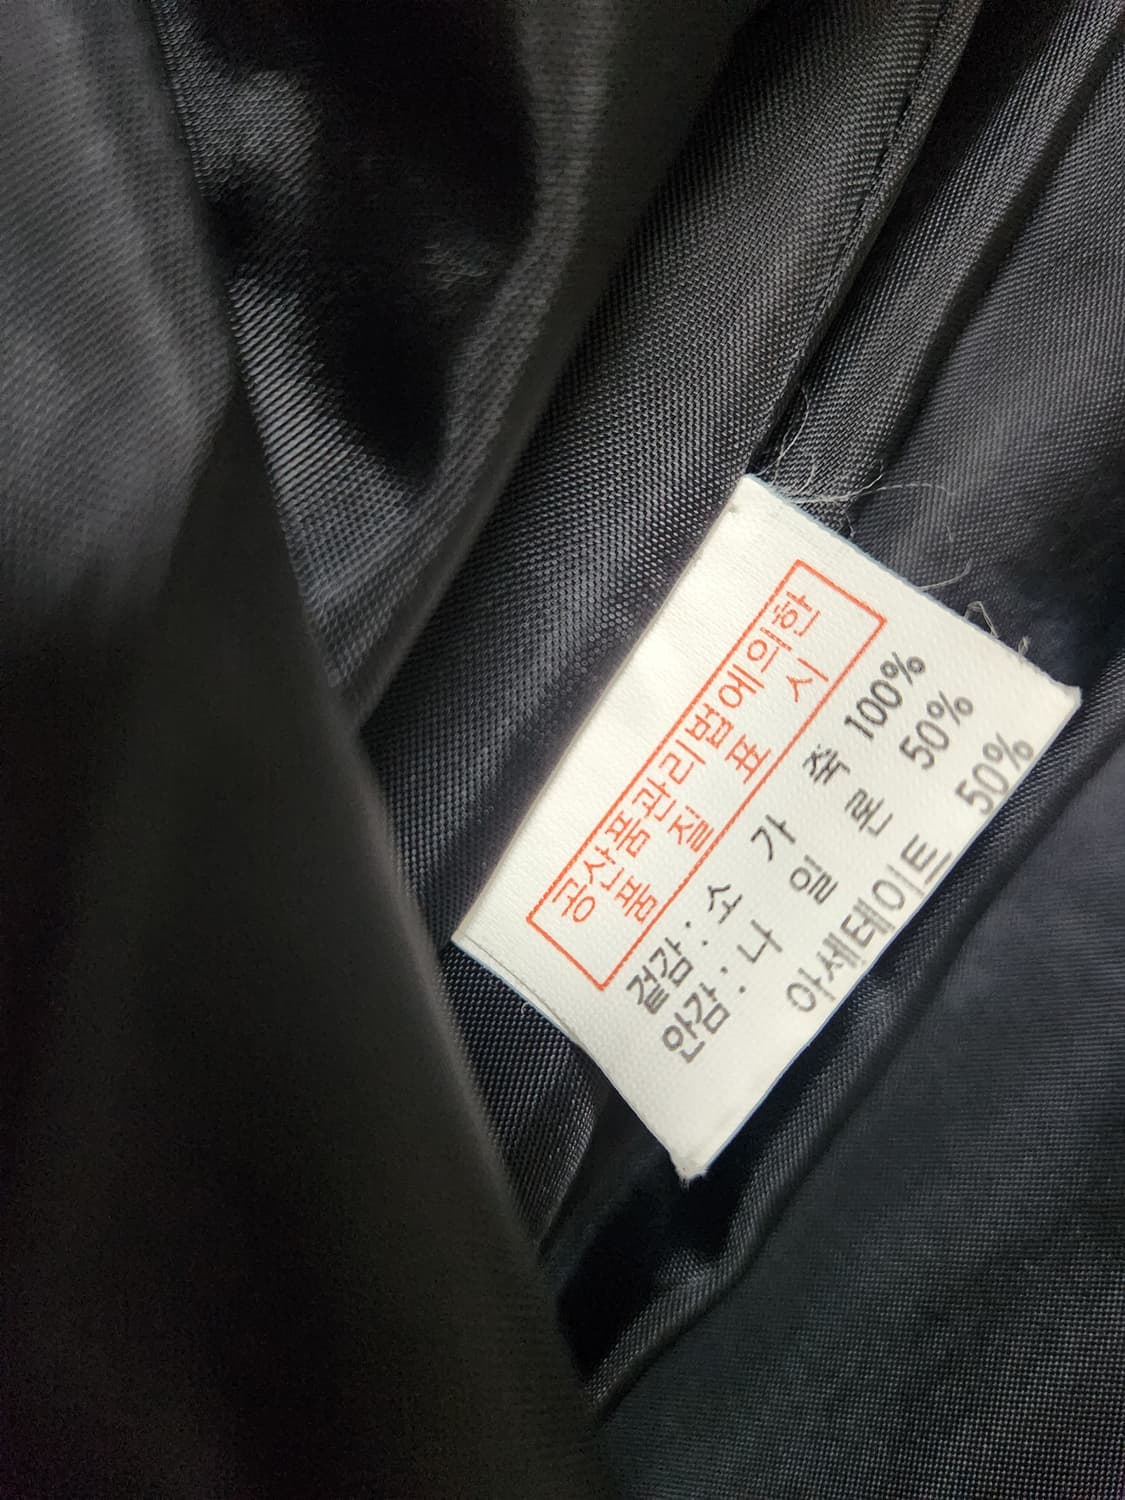 공산품관리법에의한
품 질 표 시
겉감 : 소 가 죽 100%
안감 : 나 일 론 50%
아세테이트 50%